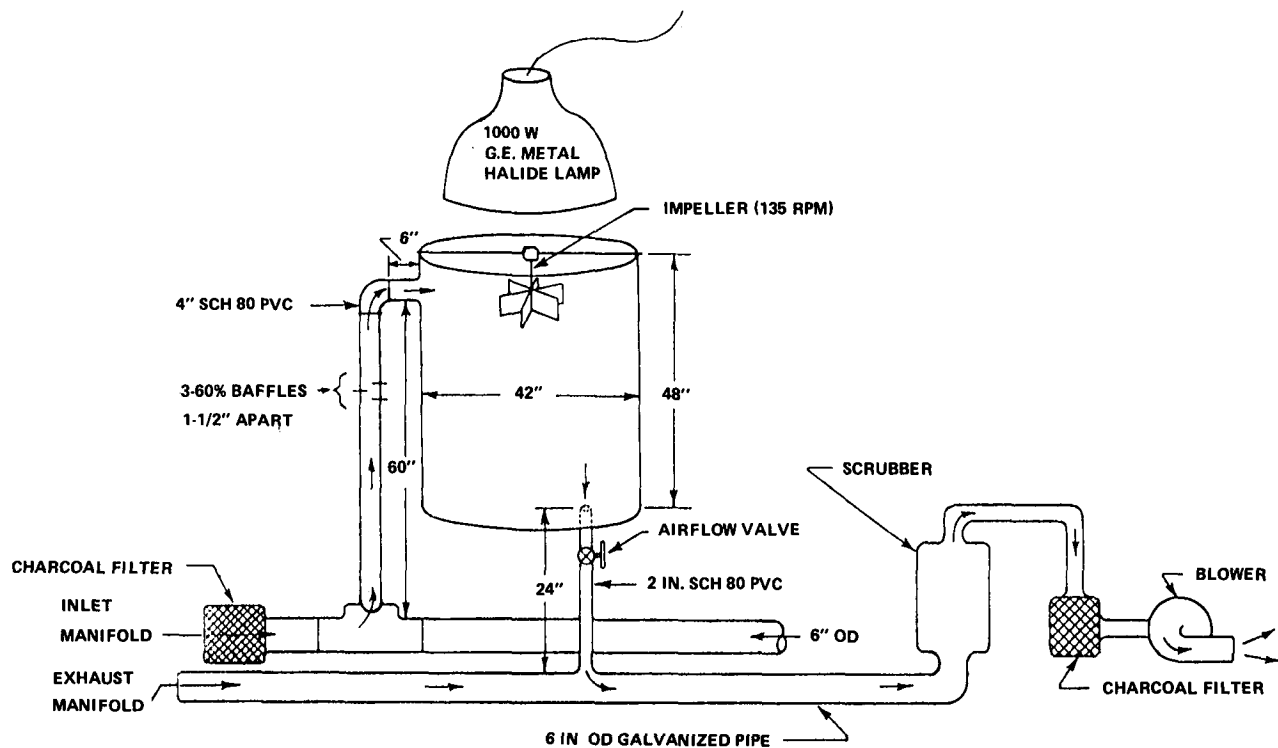 1000 W
G.E. METAL
HALIDE LAMP
IMPELLER (135 RPM)
6"
4" SCH 80 PVC
3-60% BAFFLES
1-1/2" APART
42"
48"
60"
SCRUBBER
AIRFLOW VALVE
CHARCOAL FILTER
24"
2 IN. SCH 80 PVC
BLOWER
INLET
MANIFOLD
6" OD
EXHAUST
MANIFOLD
CHARCOAL FILTER
6 IN OD GALVANIZED PIPE